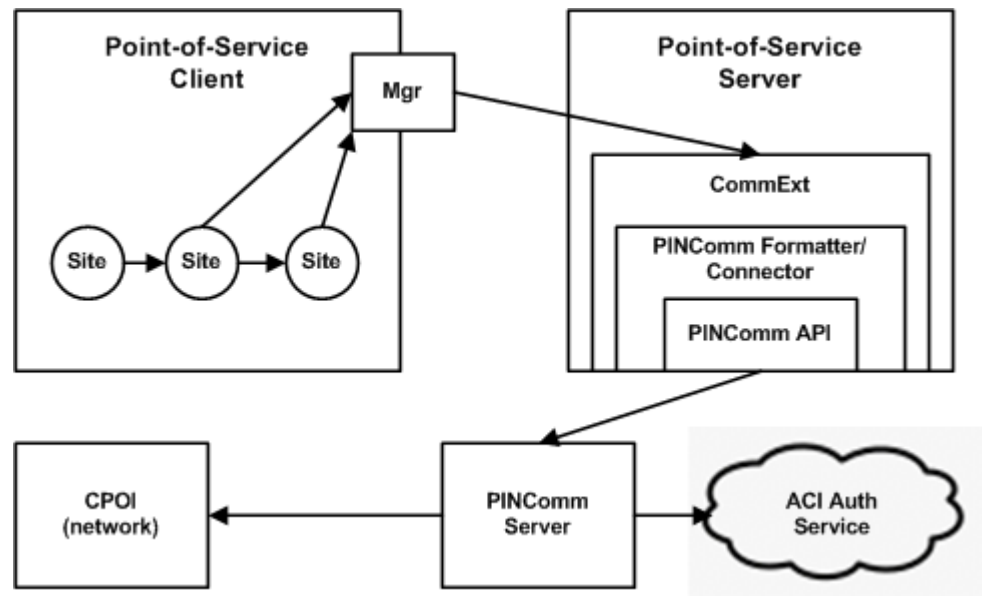 Point-of-Service
Client
Mgr
Site
Site
Site
Point-of-Service
Server
CommExt
PINComm Formatter/
Connector
PINComm API
CPOI
(network)
PINComm
Server
ACI Auth
Service